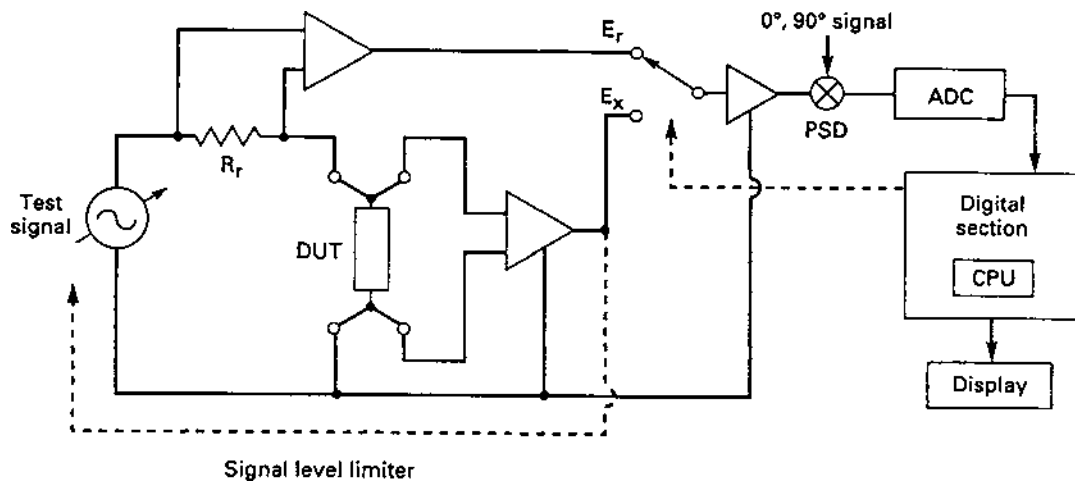 0°, 90° signal
Er
ADC
PSD
Ex
Rr
Test
signal
Digital
section
DUT
CPU
Display
Signal level limiter